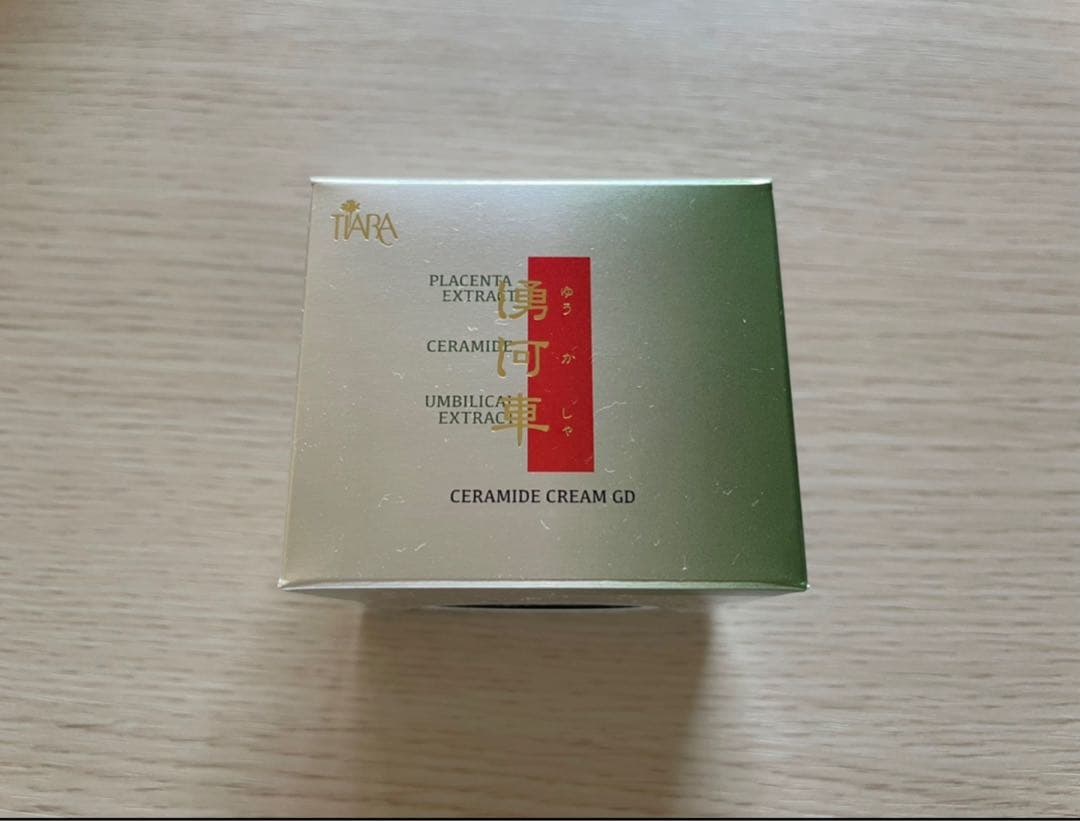 TIARA
PLACENTA
EXTRACT
CERAMIDE
UMBILICAL
EXTRACT
湧河車
ゆうかしゃ
CERAMIDE CREAM GD